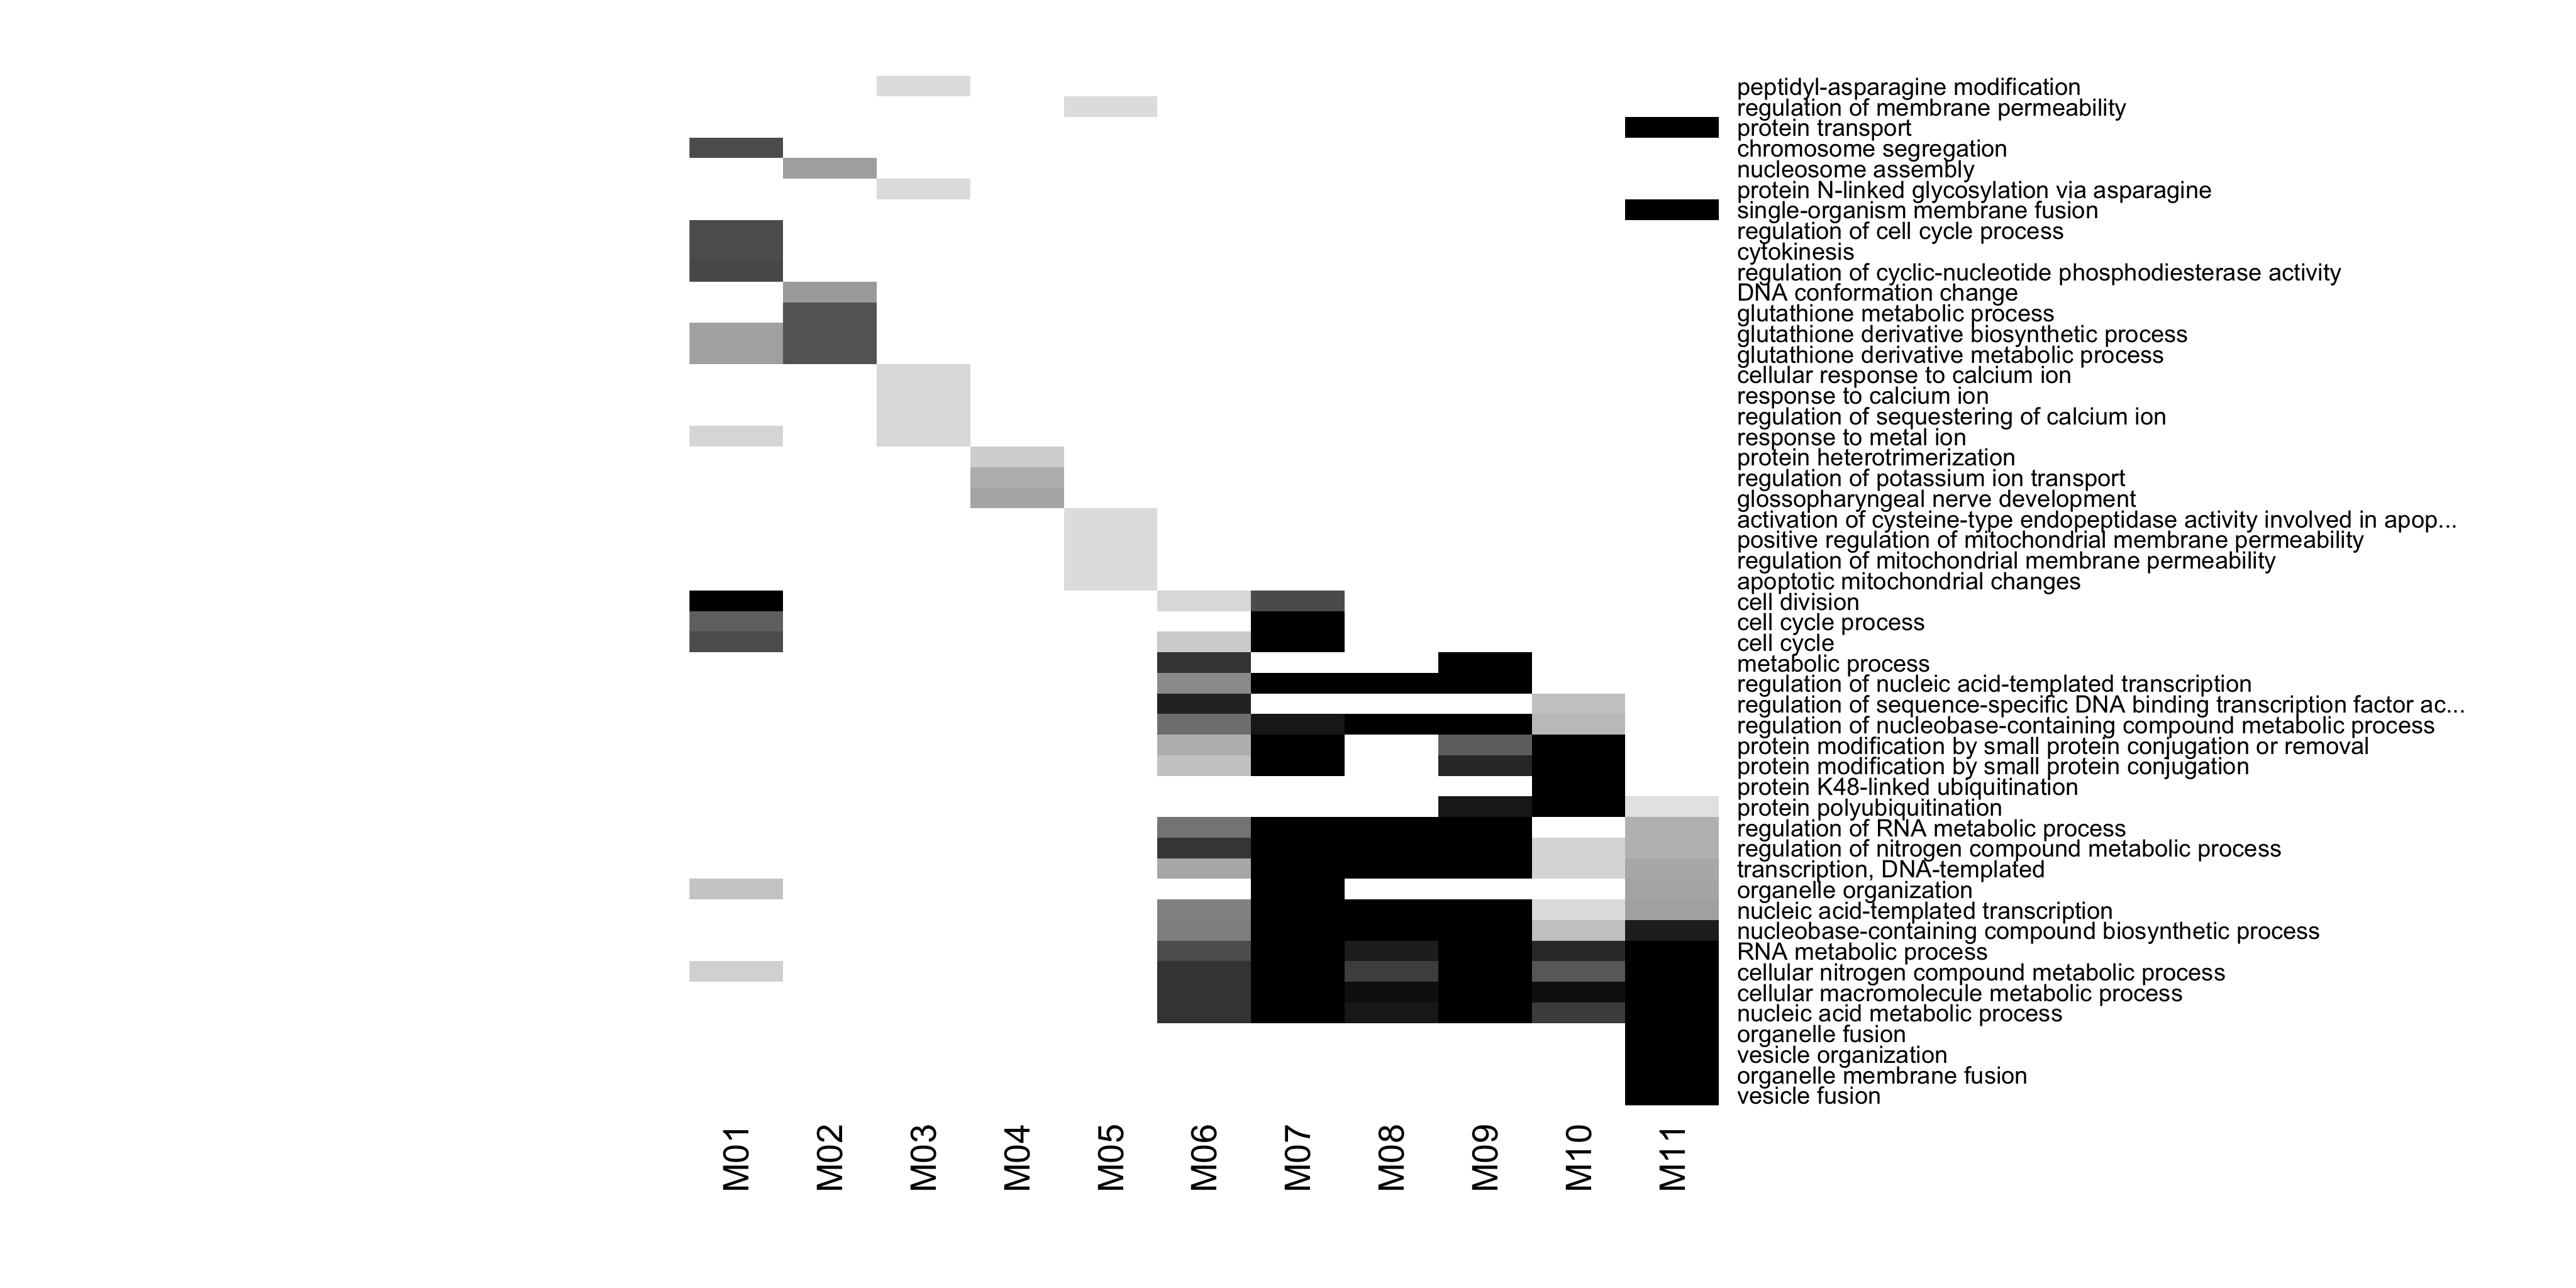 peptidyl-asparagine modification
regulation of membrane permeability
protein transport
chromosome segregation
nucleosome assembly
protein N-linked glycosylation via asparagine
single-organism membrane fusion
regulation of cell cycle process
cytokinesis
regulation of cyclic-nucleotide phosphodiesterase activity
DNA conformation change
glutathione metabolic process
glutathione derivative biosynthetic process
glutathione derivative metabolic process
cellular response to calcium ion
response to calcium ion
regulation of sequestering of calcium ion
response to metal ion
protein heterotrimerization
regulation of potassium ion transport
glossopharyngeal nerve development
activation of cysteine-type endopeptidase activity involved in apop...
positive regulation of mitochondrial membrane permeability
regulation of mitochondrial membrane permeability
apoptotic mitochondrial changes
cell division
cell cycle process
cell cycle
metabolic process
regulation of nucleic acid-templated transcription
regulation of sequence-specific DNA binding transcription factor ac...
regulation of nucleobase-containing compound metabolic process
protein modification by small protein conjugation or removal
protein modification by small protein conjugation
protein K48-linked ubiquitination
protein polyubiquitination
regulation of RNA metabolic process
regulation of nitrogen compound metabolic process
transcription, DNA-templated
organelle organization
nucleic acid-templated transcription
nucleobase-containing compound biosynthetic process
RNA metabolic process
cellular nitrogen compound metabolic process
cellular macromolecule metabolic process
nucleic acid metabolic process
organelle fusion
vesicle organization
organelle membrane fusion
vesicle fusion
M01
M02
M03
M04
M05
M06
M07
M08
M09
M10
M11